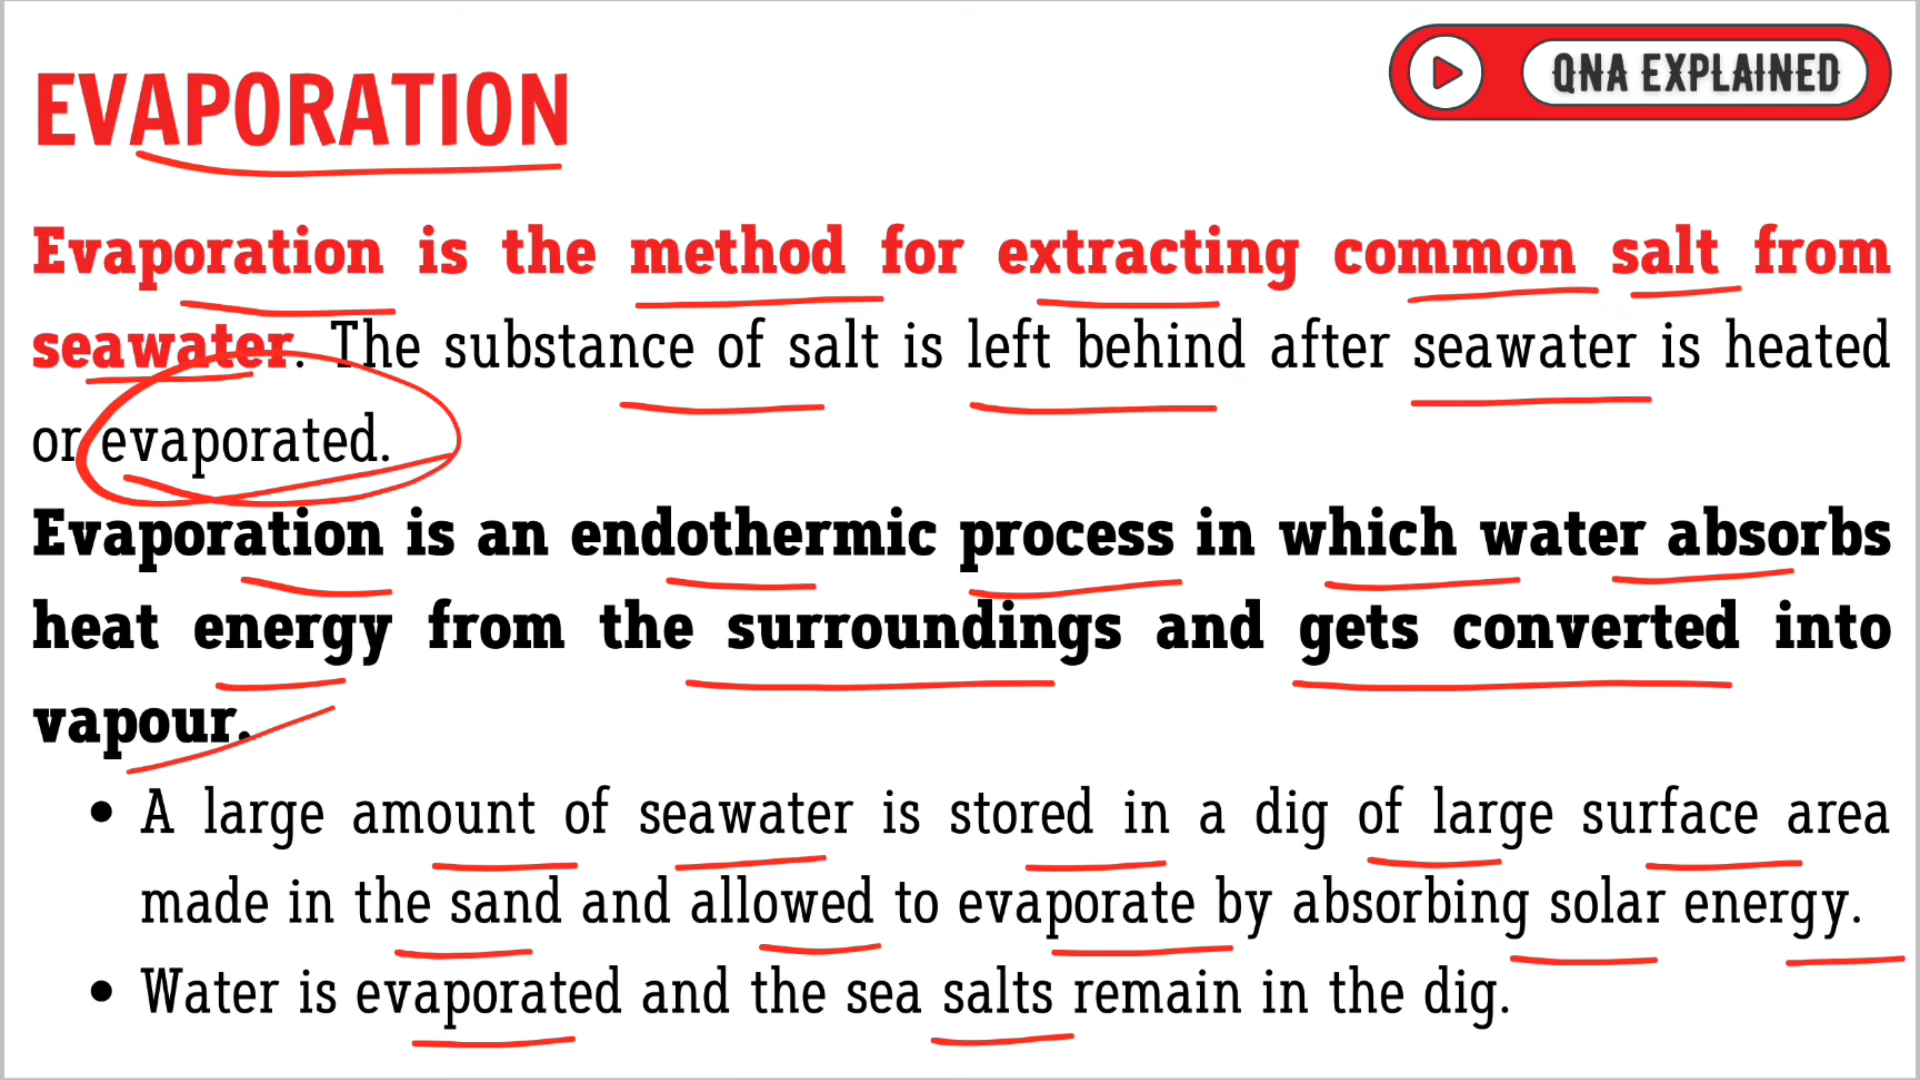 QNA EXPLAINED
EVAPORATION
Evaporation is the method for extracting common salt from
seawater. The substance of salt is left behind after seawater is heated
or evaporated.
Evaporation is an endothermic process in which water absorbs
heat energy from the surroundings and gets converted into
vapour.
• A large amount of seawater is stored in a dig of large surface area
made in the sand and allowed to evaporate by absorbing solar energy.
• Water is evaporated and the sea salts remain in the dig.